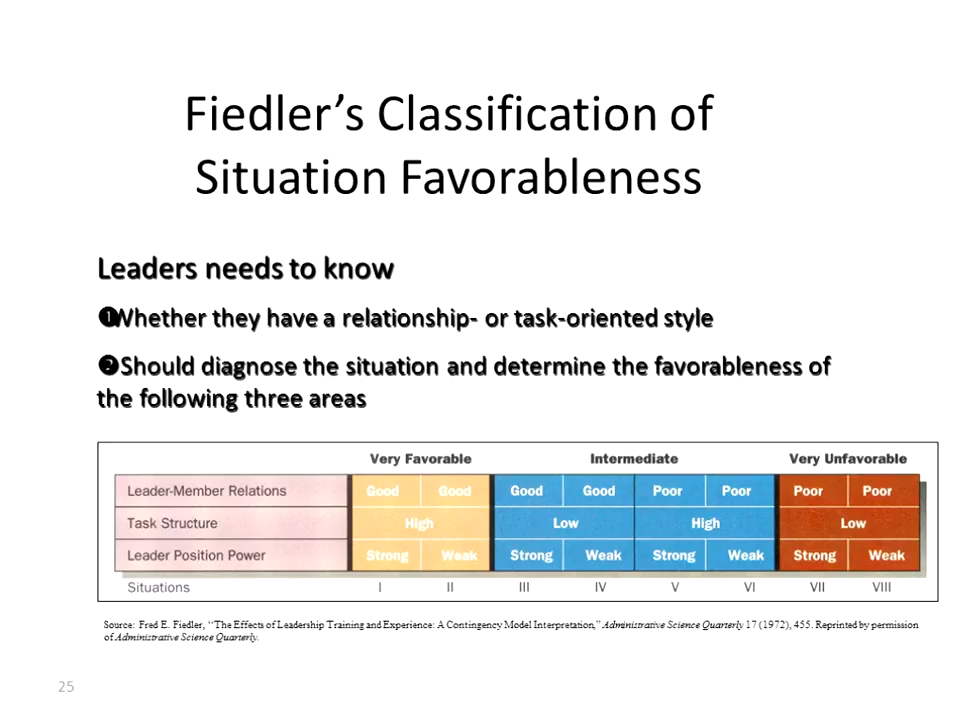 Fiedler’s Classification of
Situation Favorableness
Leaders needs to know
❶Whether they have a relationship- or task-oriented style
❷Should diagnose the situation and determine the favorableness of
the following three areas
Very Favorable Intermediate Very Unfavorable
Leader-Member Relations Good Good Good Good Poor Poor Poor Poor
Task Structure High Low High Low
Leader Position Power Strong Weak Strong Weak Strong Weak Strong Weak
Situations I II III IV V VI VII VIII
Source: Fred E. Fiedler, “The Effects of Leadership Training and Experience: A Contingency Model Interpretation,” Administrative Science Quarterly 17 (1972), 455. Reprinted by permission
of Administrative Science Quarterly.
25